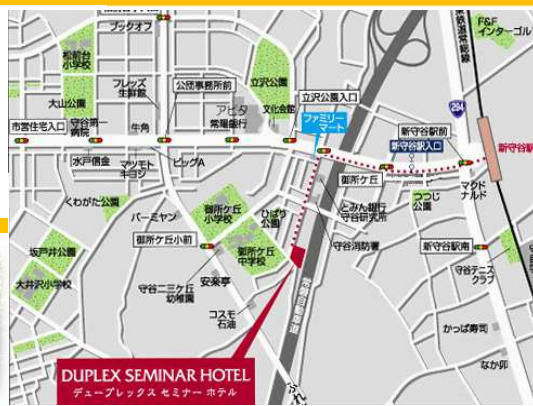 ブックオフ
松前台
小学校
大山公園
フレッズ
生鮮館
公団事務所前
立沢公園
F&F
インターゴル
294
市営住宅入口
守谷第一
病院
牛角
アピタ
常陽銀行
文化会館
立沢公園入口
ファミリー
マート
新守谷駅前
新守谷駅入口
新守谷駅
水戸信金
マツモト
キヨシ
ビッグA
御所ケ丘
とみん銀行
守谷研究所
つつじ
公園
マクド
ナルド
くわがた公園
バーミヤン
御所ケ丘
小学校
ひばり
公園
守谷消防署
新守谷駅南
坂戸井公園
御所ケ丘小前
御所ケ丘
中学校
守谷テニス
クラブ
大井沢小学校
守谷二三ケ丘
幼稚園
安楽亭
常磐自動車道
コスモ
石油
かっぱ寿司
なか卯
DUPLEX SEMINAR HOTEL
デュープレックス セミナー ホテル